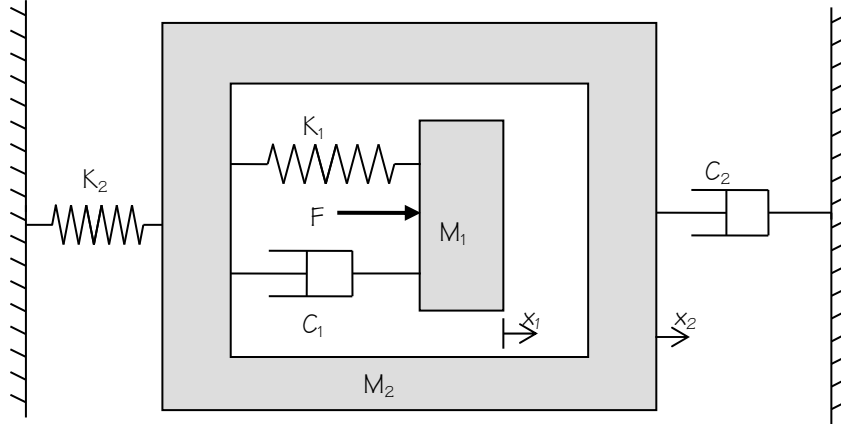 K₁
K₂
C₂
F
M₁
C₁
x₁
x₂
M₂